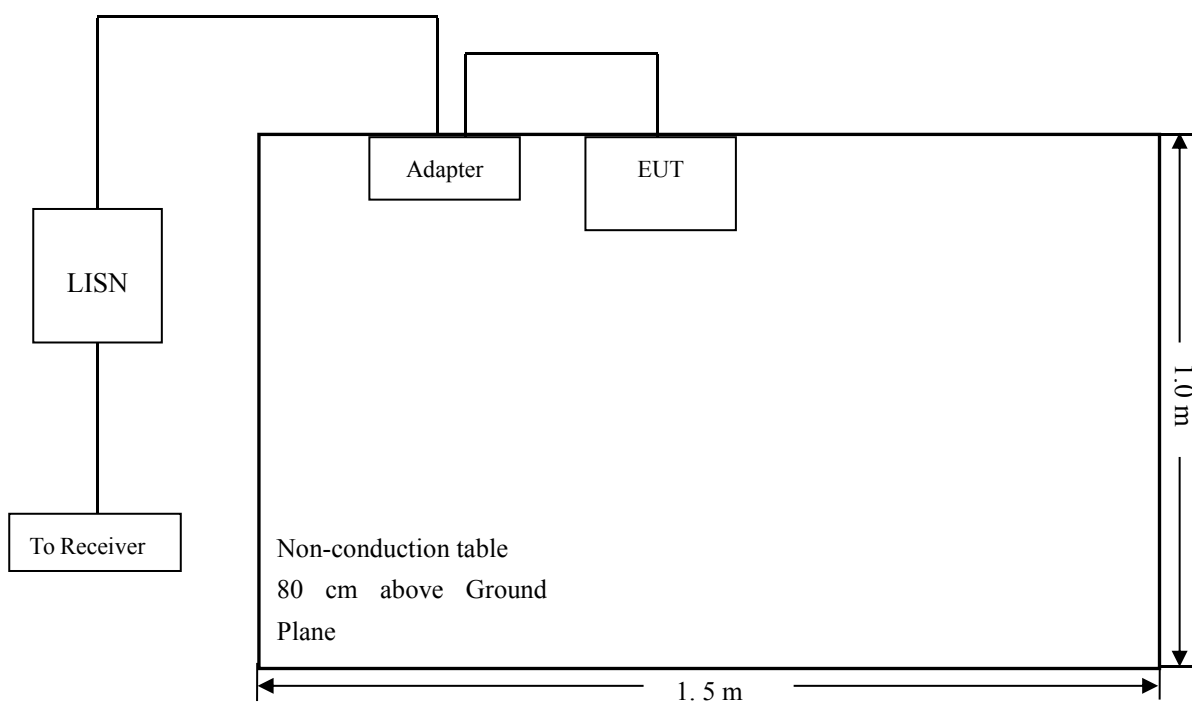 Adapter
EUT
LISN
1.0 m
To Receiver
Non-conduction table
80 cm above Ground
Plane
1. 5 m